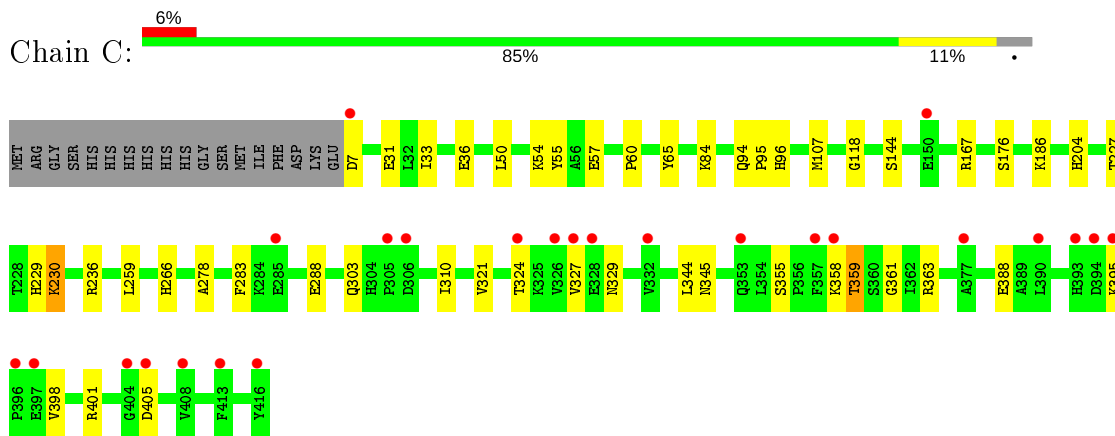 6%
Chain C:
85%
11%
•
MET ARG GLY SER HIS HIS HIS HIS HIS HIS GLY SER MET ILE PHE ASP LYS GLU D7 E31 L32 I33 E36 L50 K54 Y55 A56 E57 P60 Y65 K84 Q94 P95 H96 M107 G118 S144 E150 R167 S176 K186 H204 T227
T228 H229 K230 R236 L259 H266 A278 F283 K284 E285 E288 Q303 H304 P305 D306 I310 V321 T324 K325 V326 V327 E328 N329 V332 L344 N345 Q353 L354 S355 P356 F357 K358 T359 S360 G361 I362 R363 A377 E388 A389 L390 H393 D394 K395
P396 E397 V398 R401 G404 D405 V408 F413 Y416